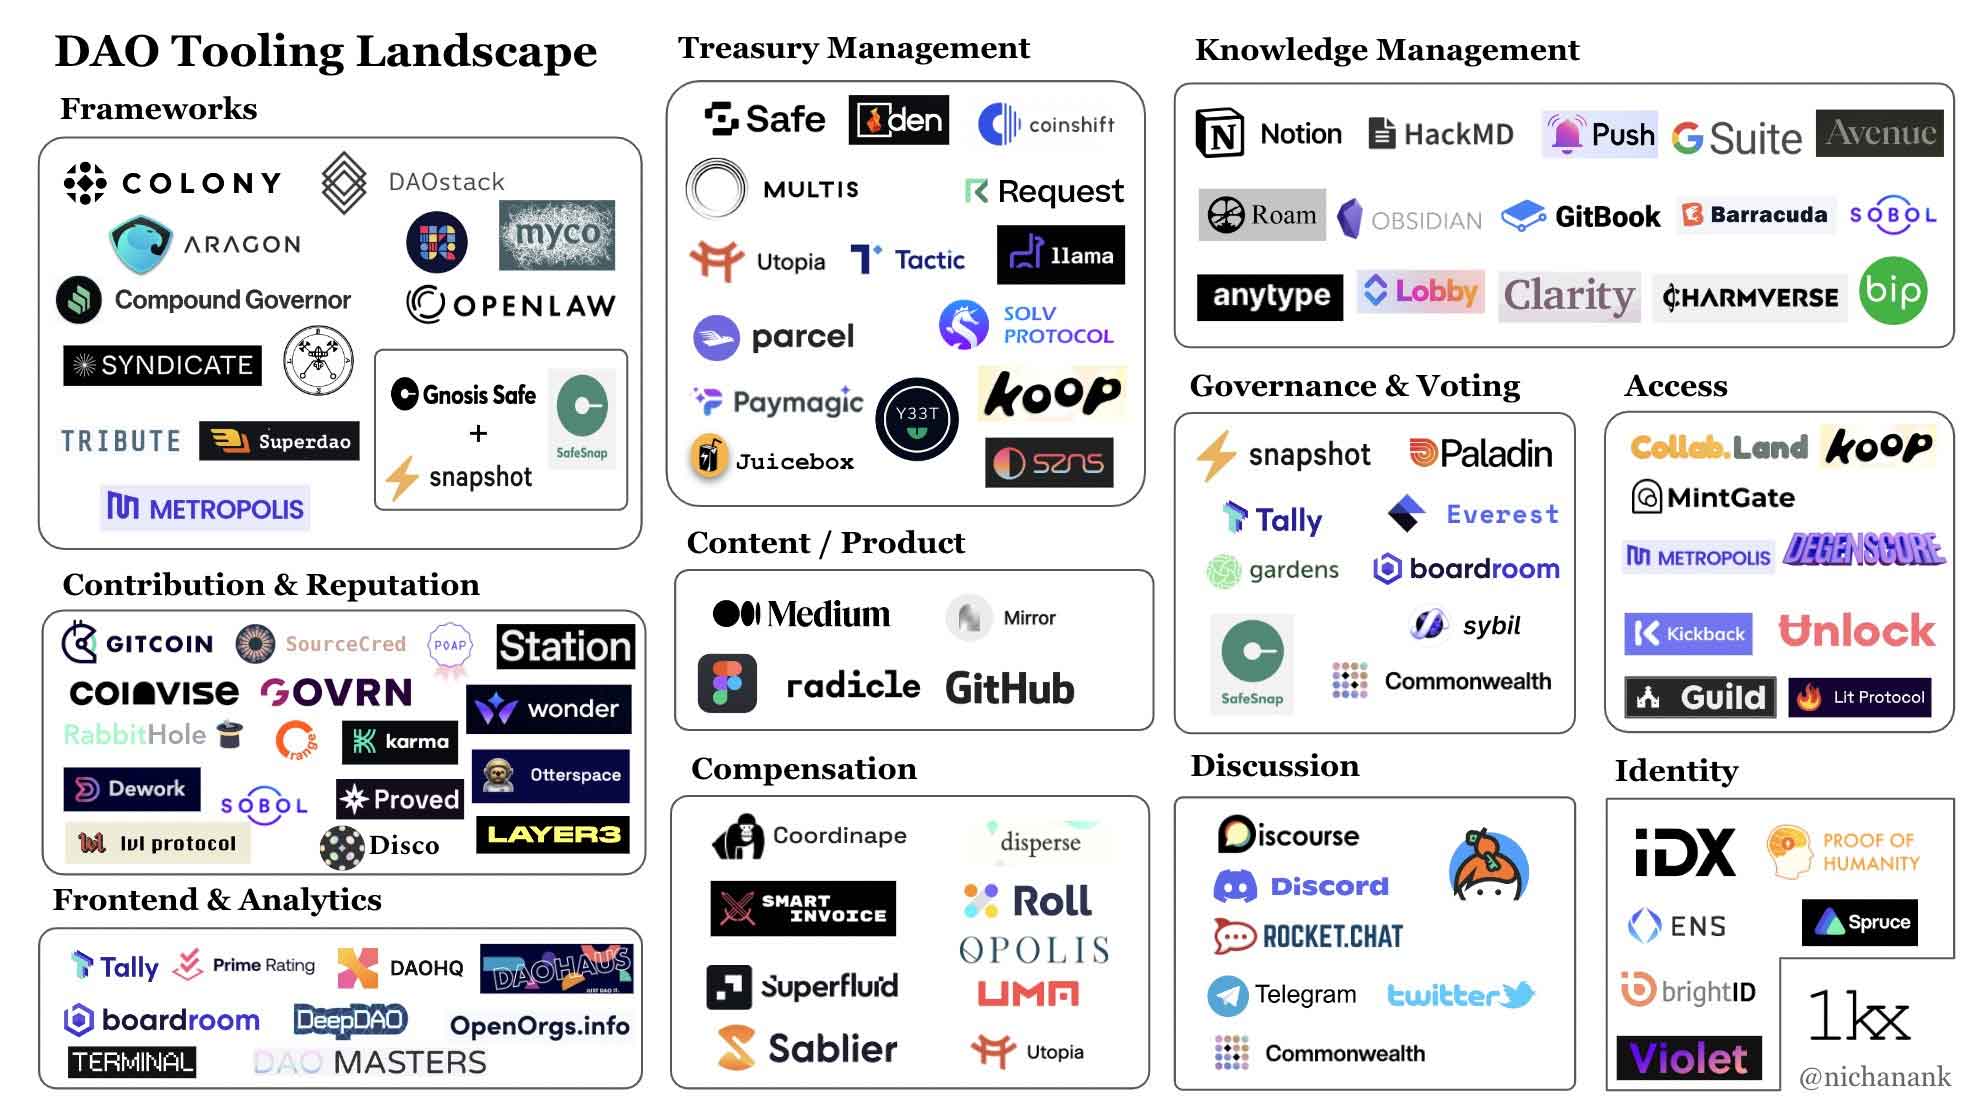 DAO Tooling Landscape
Frameworks
COLONY
DAOstack
ARAGON
myco
Compound Governor
OPENLAW
SYNDICATE
Gnosis Safe
+
snapshot
SafeSnap
TRIBUTE
Superdao
METROPOLIS
Contribution & Reputation
GITCOIN
SourceCred
POAP
Station
COINVISE
GOVRN
wonder
RabbitHole
range
karma
Otterspace
Dework
SOBOL
Proved
lvl protocol
Disco
LAYER3
Frontend & Analytics
Tally
Prime Rating
DAOHQ
DAOHAUS
JUST DAO IT.
boardroom
DeepDAO
OpenOrgs.info
TERMINAL
DAO MASTERS
Treasury Management
Safe
den
coinshift
MULTIS
Request
Utopia
Tactic
llama
parcel
SOLV
PROTOCOL
Paymagic
Y33T
koop
Juicebox
SZNS
Content / Product
Medium
Mirror
radicle
GitHub
Compensation
Coordinape
disperse
SMART
INVOICE
Roll
OPOLIS
Superfluid
UMA
Sablier
Utopia
Knowledge Management
Notion
HackMD
Push
G Suite
Avenue
Roam
OBSIDIAN
GitBook
Barracuda
SOBOL
anytype
Lobby
Clarity
CHARMVERSE
bip
Governance & Voting
snapshot
Paladin
Tally
Everest
gardens
boardroom
SafeSnap
sybil
Commonwealth
Access
Collab.Land
koop
MintGate
METROPOLIS
DEGENSCORE
Kickback
Unlock
Guild
Lit Protocol
Discussion
Discourse
Discord
ROCKET.CHAT
Telegram
twitter
Commonwealth
Identity
IDX
PROOF OF
HUMANITY
ENS
Spruce
brightID
Violet
1kx
@nichanank